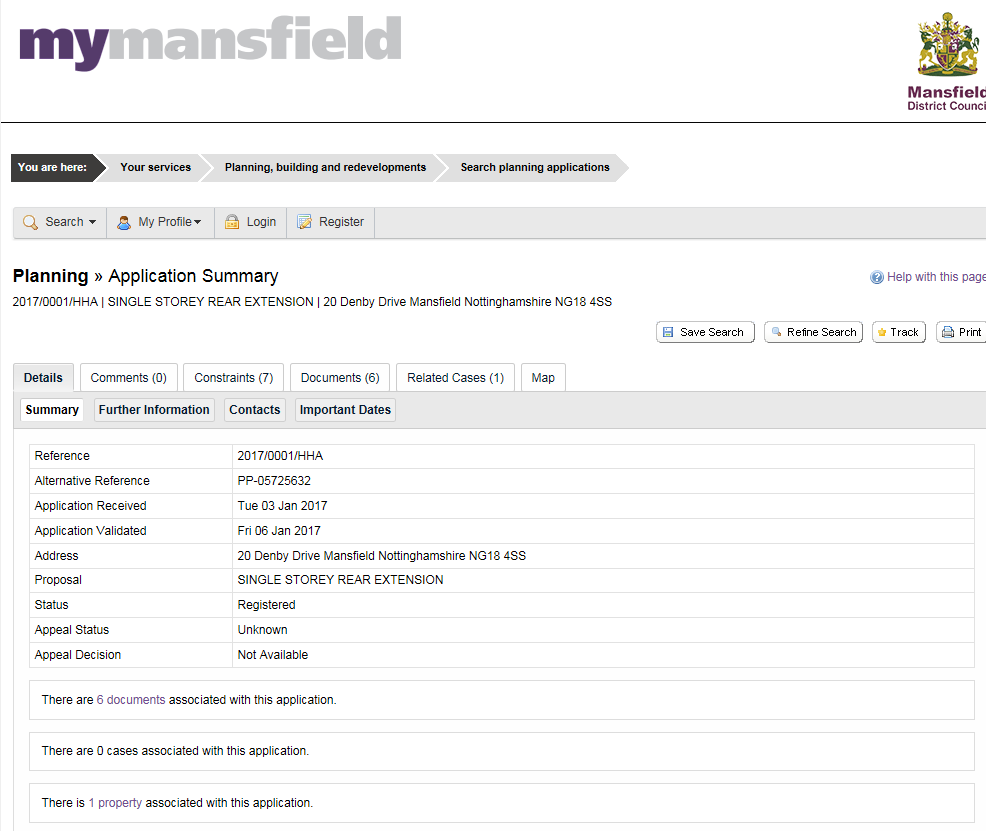 mymansfield
Mansfield
District Counci
You are here: Your services Planning, building and redevelopments Search planning applications
Search My Profile Login Register
Planning » Application Summary
Help with this page
2017/0001/HHA | SINGLE STOREY REAR EXTENSION | 20 Denby Drive Mansfield Nottinghamshire NG18 4SS
Save Search Refine Search Track Print
Details Comments (0) Constraints (7) Documents (6) Related Cases (1) Map
Summary Further Information Contacts Important Dates
Reference 2017/0001/HHA
Alternative Reference PP-05725632
Application Received Tue 03 Jan 2017
Application Validated Fri 06 Jan 2017
Address 20 Denby Drive Mansfield Nottinghamshire NG18 4SS
Proposal SINGLE STOREY REAR EXTENSION
Status Registered
Appeal Status Unknown
Appeal Decision Not Available
There are 6 documents associated with this application.
There are 0 cases associated with this application.
There is 1 property associated with this application.